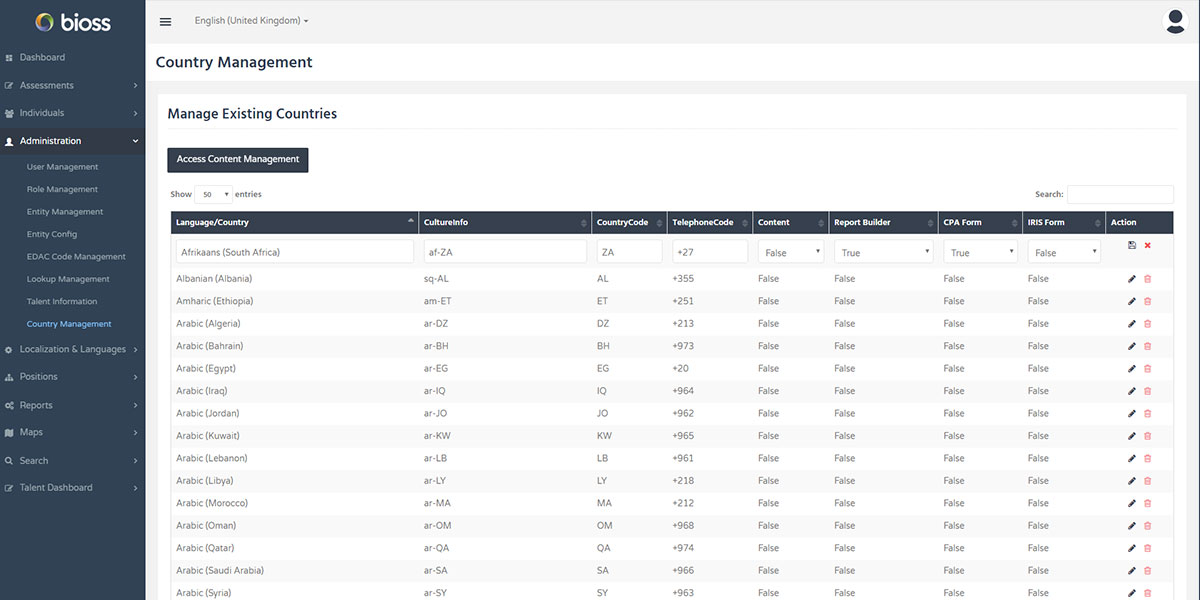 bioss
English (United Kingdom)
Dashboard
Assessments
Individuals
Administration
User Management
Role Management
Entity Management
Entity Config
EDAC Code Management
Lookup Management
Talent Information
Country Management
Localization & Languages
Positions
Reports
Maps
Search
Talent Dashboard
Country Management
Manage Existing Countries
Access Content Management
Show 50 entries
Search:
Language/Country CultureInfo CountryCode TelephoneCode Content Report Builder CPA Form IRIS Form Action
Afrikaans (South Africa) af-ZA ZA +27 False True True False
Albanian (Albania) sq-AL AL +355 False False False False
Amharic (Ethiopia) am-ET ET +251 False False False False
Arabic (Algeria) ar-DZ DZ +213 False False False False
Arabic (Bahrain) ar-BH BH +973 False False False False
Arabic (Egypt) ar-EG EG +20 False False False False
Arabic (Iraq) ar-IQ IQ +964 False False False False
Arabic (Jordan) ar-JO JO +962 False False False False
Arabic (Kuwait) ar-KW KW +965 False False False False
Arabic (Lebanon) ar-LB LB +961 False False False False
Arabic (Libya) ar-LY LY +218 False False False False
Arabic (Morocco) ar-MA MA +212 False False False False
Arabic (Oman) ar-OM OM +968 False False False False
Arabic (Qatar) ar-QA QA +974 False False False False
Arabic (Saudi Arabia) ar-SA SA +966 False False False False
Arabic (Syria) ar-SY SY +963 False False False False